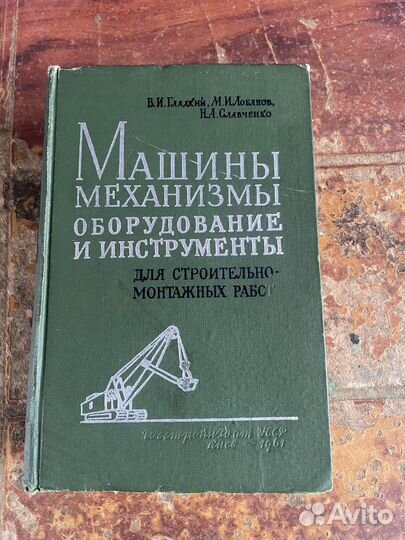 В.И.Гладкий, М.И.Лобанов,
Н.А.Славченко
Машины
механизмы
оборудование
и инструменты
для строительно-
монтажных работ
Госстройиздат УССР
Киев – 1961
Avito